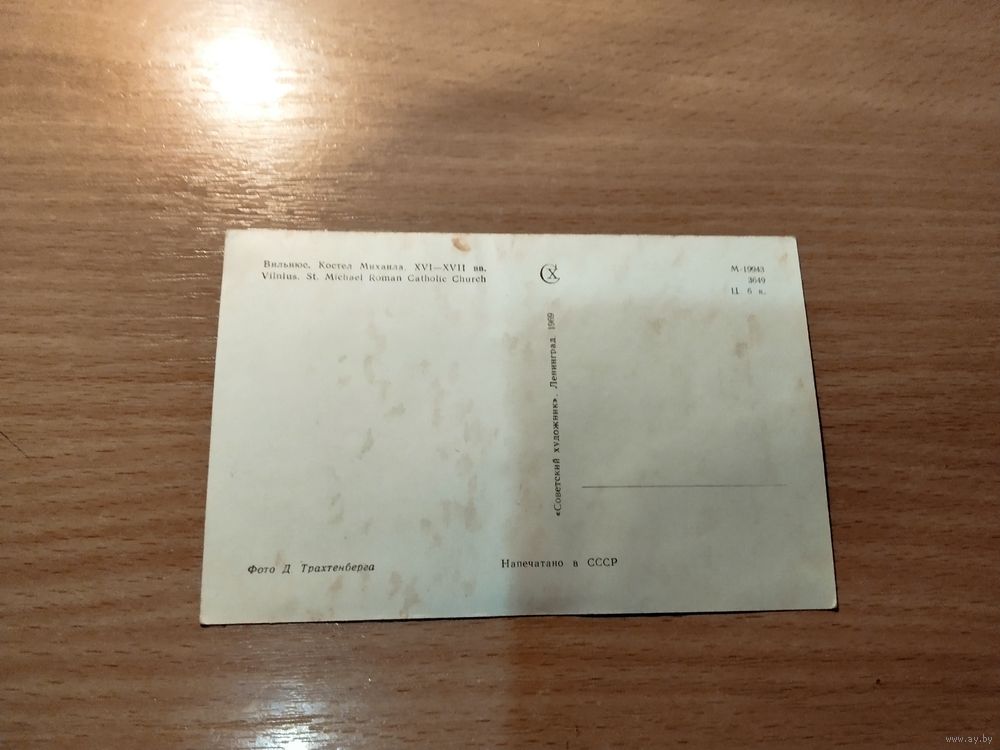 Вильнюс. Костел Михаила. XVI—XVII вв.
Vilnius. St. Michael Roman Catholic Church
СХ
М-19943
3649
Ц 6 к.
«Советский художник». Ленинград 1969
Фото Д Трахтенберга
Напечатано в СССР
www.ay.by